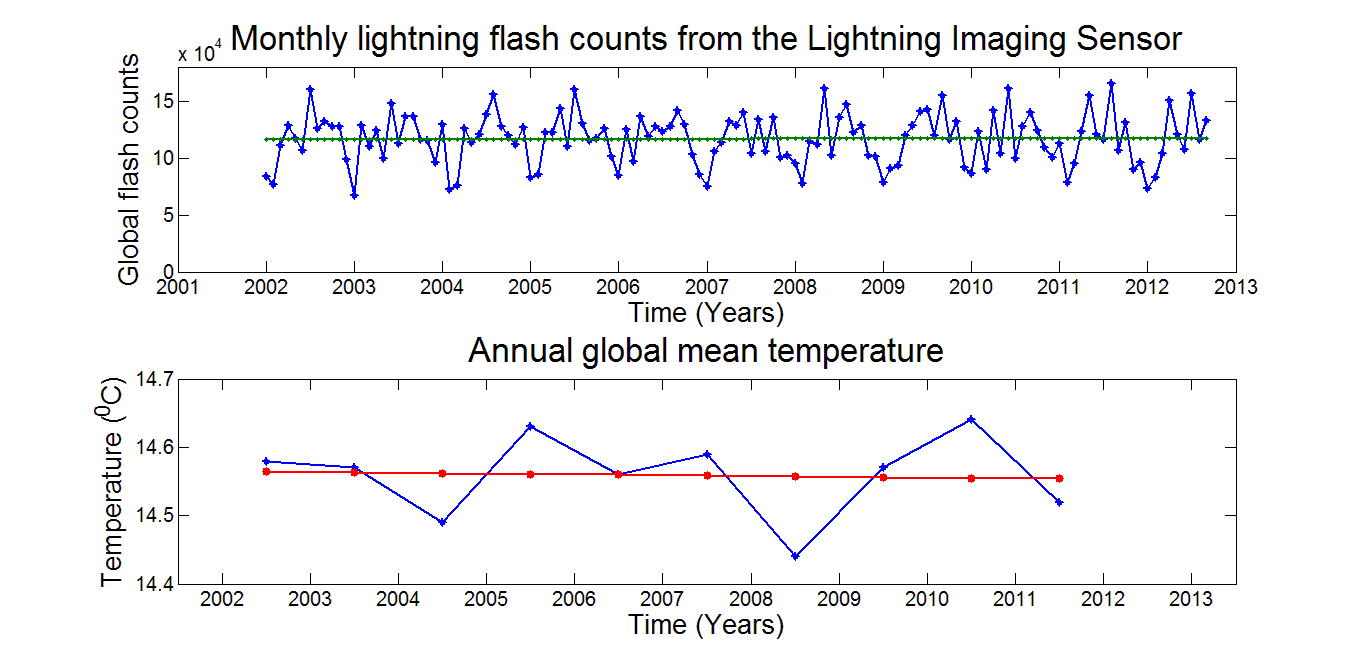 Monthly lightning flash counts from the Lightning Imaging Sensor
x 10^4
Global flash counts
15
10
5
0
2001 2002 2003 2004 2005 2006 2007 2008 2009 2010 2011 2012 2013
Time (Years)
Annual global mean temperature
Temperature (⁰C)
14.7
14.6
14.5
14.4
2002 2003 2004 2005 2006 2007 2008 2009 2010 2011 2012 2013
Time (Years)